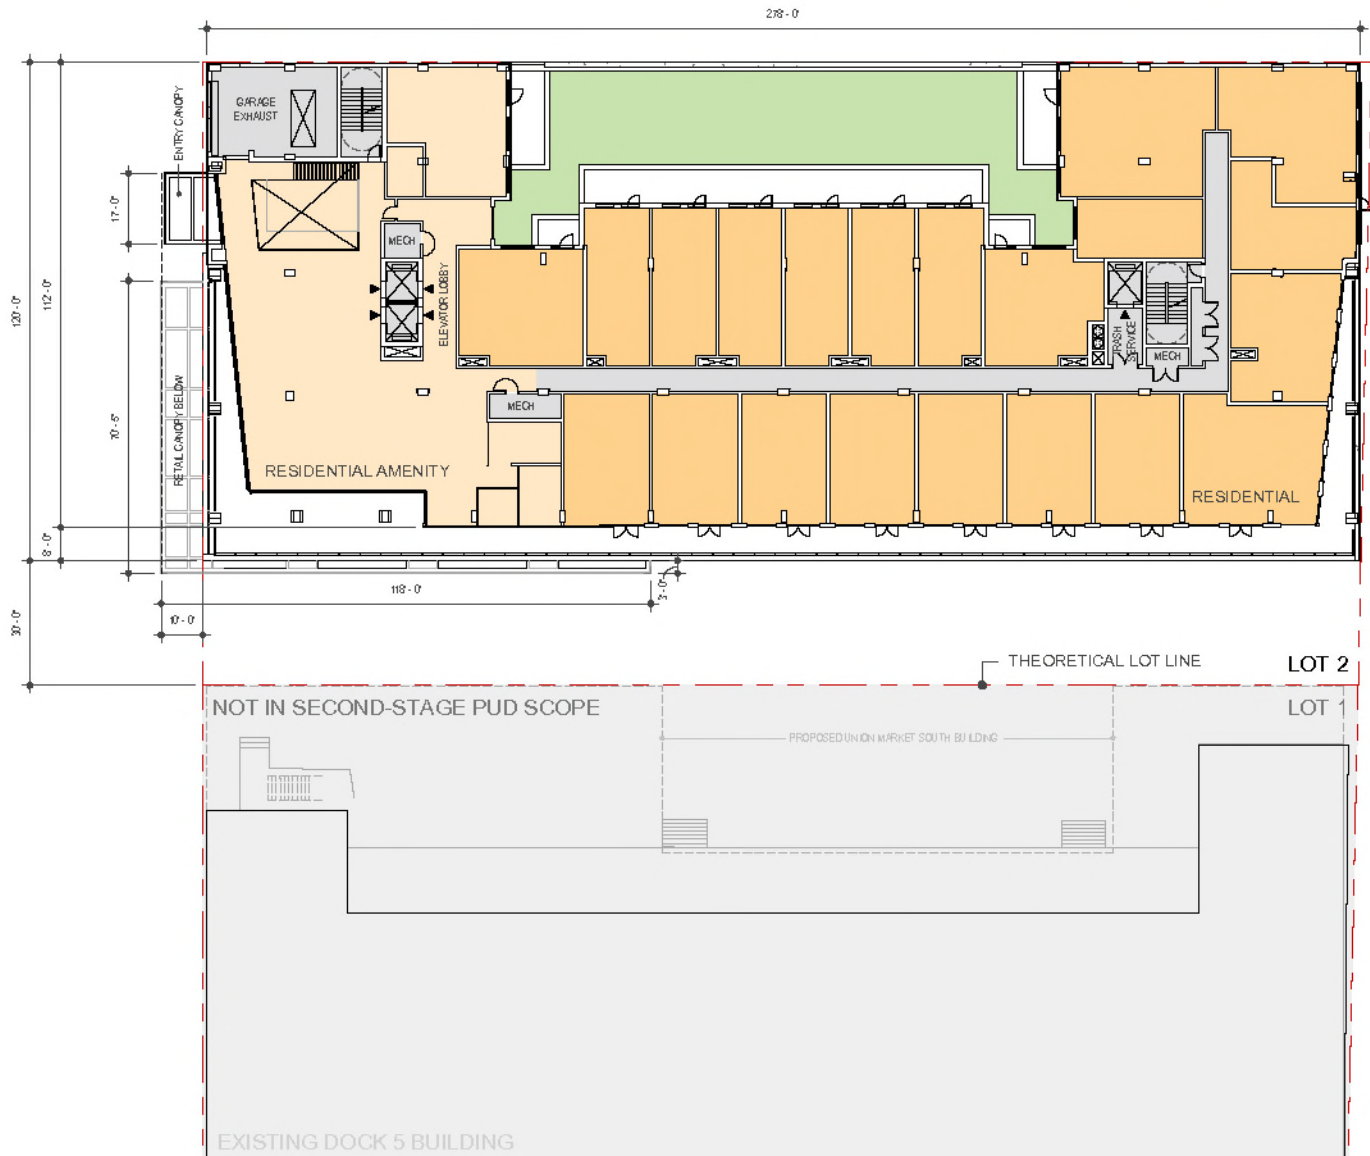 278'-0"
GARAGE
EXHAUST
ENTRY CANOPY
17'-0"
MECH
ELEVATOR LOBBY
120'-0"
112'-0"
TRASH
SERVICE
MECH
70'-5"
RETAIL CANOPY BELOW
MECH
RESIDENTIAL AMENITY
RESIDENTIAL
8'-0"
118'-0"
3'-0"
10'-0"
30'-0"
THEORETICAL LOT LINE
LOT 2
NOT IN SECOND-STAGE PUD SCOPE
LOT 1
PROPOSED UNION MARKET SOUTH BUILDING
EXISTING DOCK 5 BUILDING